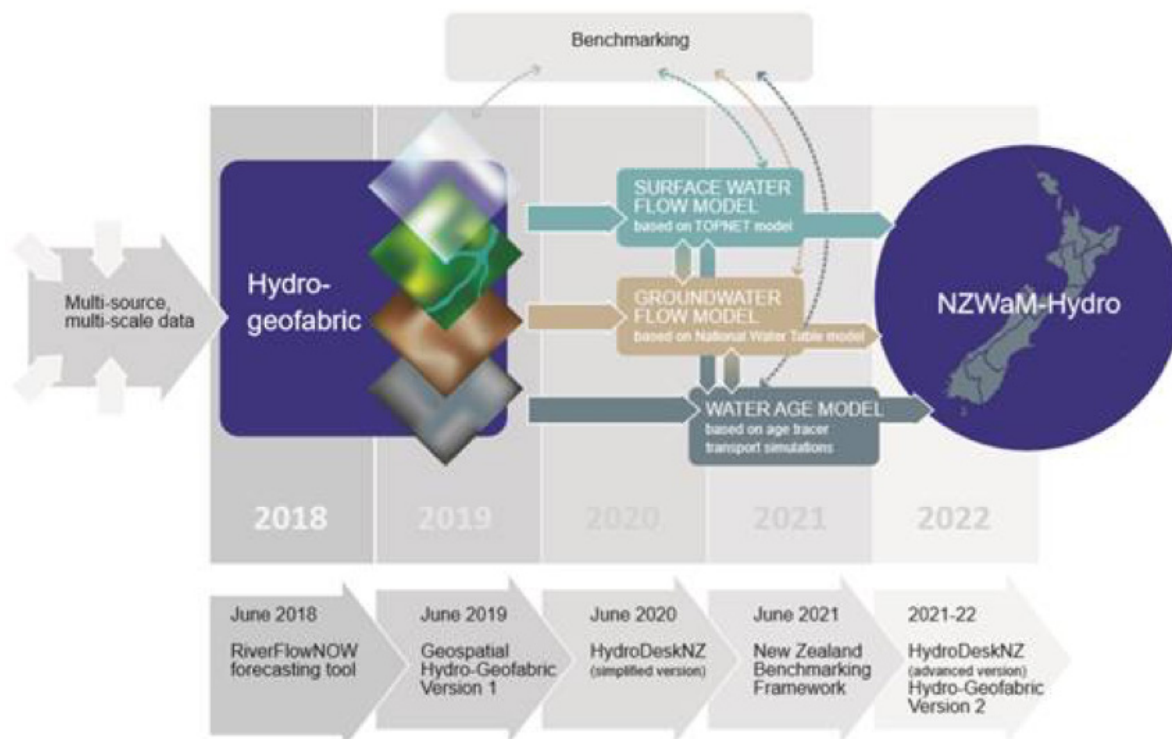 Benchmarking
Multi-source,
multi-scale data
Hydro-
geofabric
SURFACE WATER
FLOW MODEL
based on TOPNET model
GROUNDWATER
FLOW MODEL
based on National Water Table model
WATER AGE MODEL
based on age tracer
transport simulations
NZWaM-Hydro
2018
2019
2020
2021
2022
June 2018
RiverFlowNOW
forecasting tool
June 2019
Geospatial
Hydro-Geofabric
Version 1
June 2020
HydroDeskNZ
(simplified version)
June 2021
New Zealand
Benchmarking
Framework
2021-22
HydroDeskNZ
(advanced version)
Hydro-Geofabric
Version 2